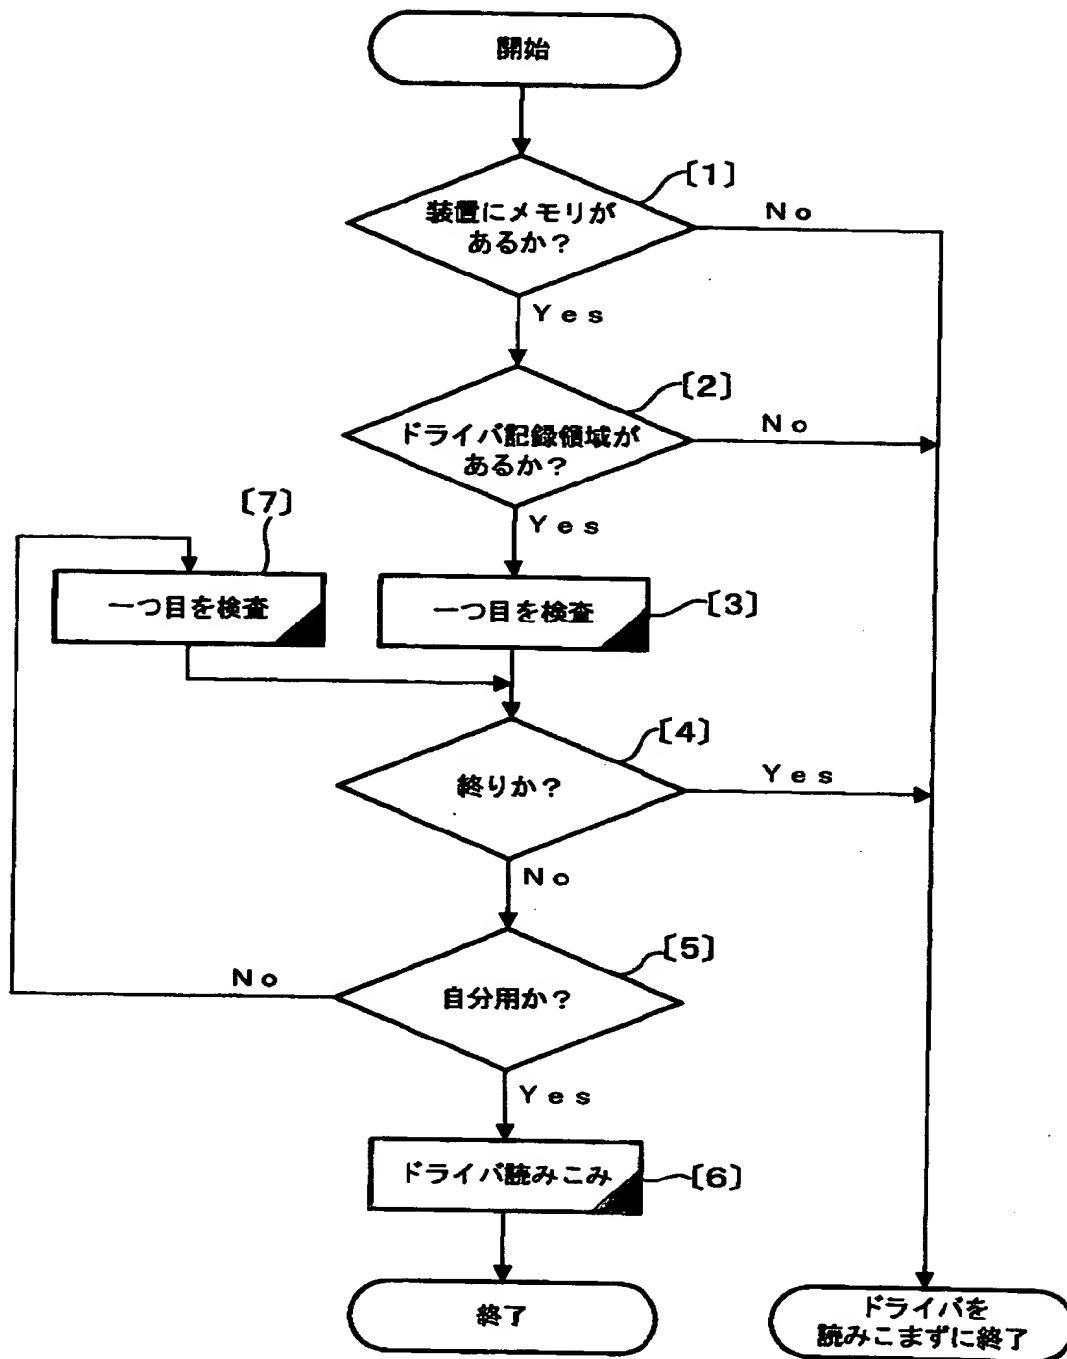 開始
〔1〕
装置にメモリが
あるか？
No
Yes
〔2〕
ドライバ記録領域が
あるか？
No
Yes
〔7〕
一つ目を検査
一つ目を検査
〔3〕
〔4〕
終りか？
Yes
No
〔5〕
自分用か？
No
Yes
ドライバ読みこみ
〔6〕
終了
ドライバを
読みこまずに終了